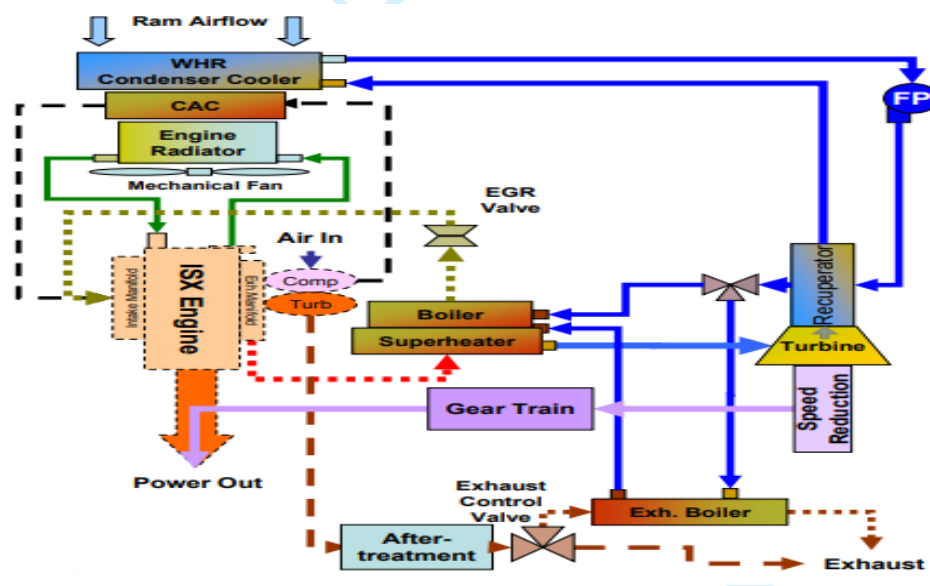 Ram Airflow
WHR
Condenser Cooler
CAC
Engine
Radiator
Mechanical Fan
FP
EGR
Valve
Air In
Comp
Turb
Intake Manifold
ISX Engine
Exh Manifold
Boiler
Superheater
Recuperator
Turbine
Gear Train
Speed
Reduction
Power Out
Exhaust
Control
Valve
Exh. Boiler
After-
treatment
Exhaust